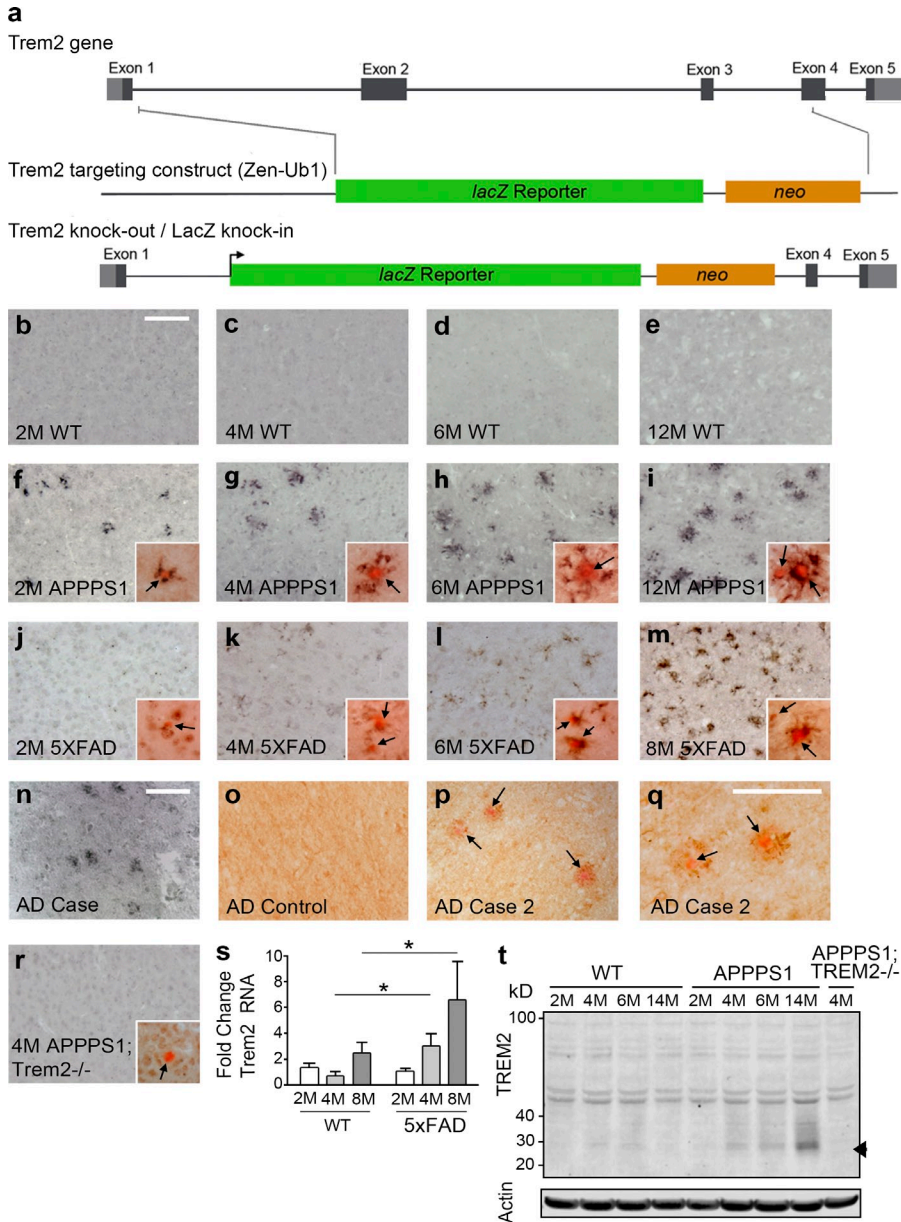 a
Trem2 gene
Exon 1 Exon 2 Exon 3 Exon 4 Exon 5
Trem2 targeting construct (Zen-Ub1)
lacZ Reporter neo
Trem2 knock-out / LacZ knock-in
Exon 1 lacZ Reporter neo Exon 4 Exon 5
b c d e
2M WT 4M WT 6M WT 12M WT
f g h i
2M APPPS1 4M APPPS1 6M APPPS1 12M APPPS1
j k l m
2M 5XFAD 4M 5XFAD 6M 5XFAD 8M 5XFAD
n o p q
AD Case AD Control AD Case 2 AD Case 2
r
4M APPPS1;
Trem2-/-
s
Fold Change
Trem2 RNA
10
8
6
4
2
0
*
*
2M 4M 8M 2M 4M 8M
WT 5xFAD
t
WT APPPS1 APPPS1;
TREM2-/-
kD 2M 4M 6M 14M 2M 4M 6M 14M 4M
100
40
30
20
TREM2
Actin